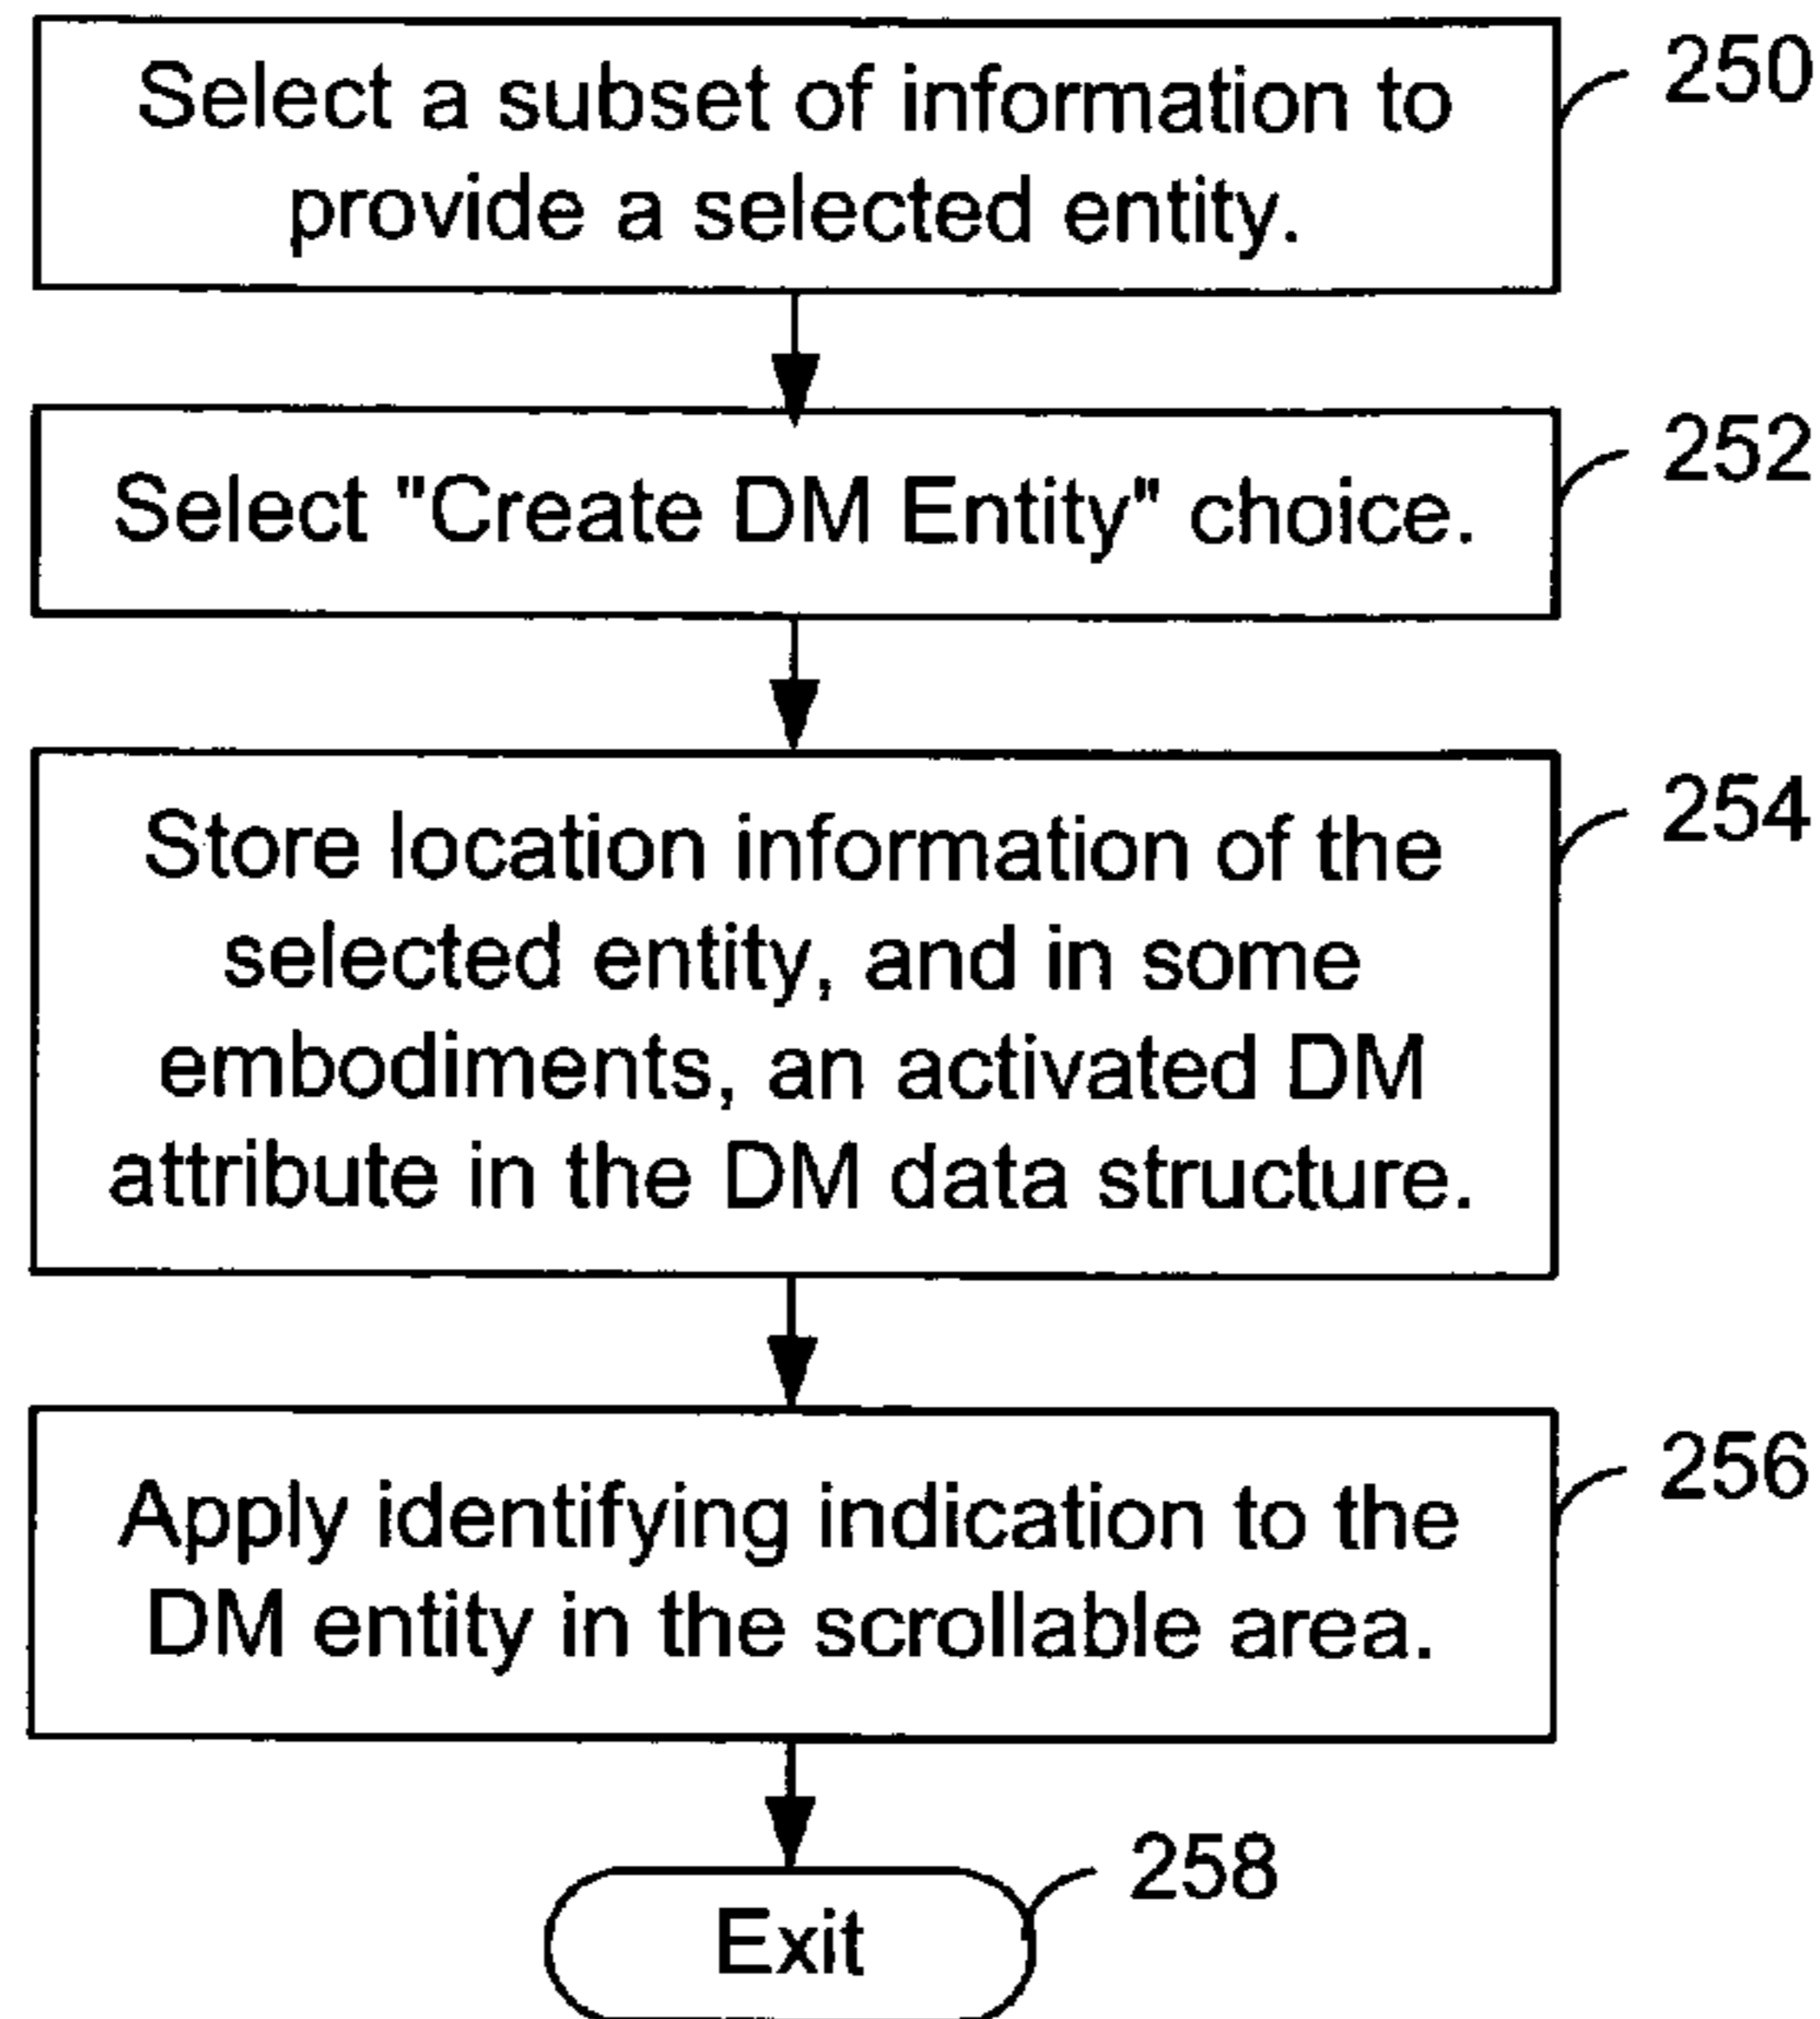 Select a subset of information to
provide a selected entity.
250
Select "Create DM Entity" choice.
252
Store location information of the
selected entity, and in some
embodiments, an activated DM
attribute in the DM data structure.
254
Apply identifying indication to the
DM entity in the scrollable area.
256
Exit
258